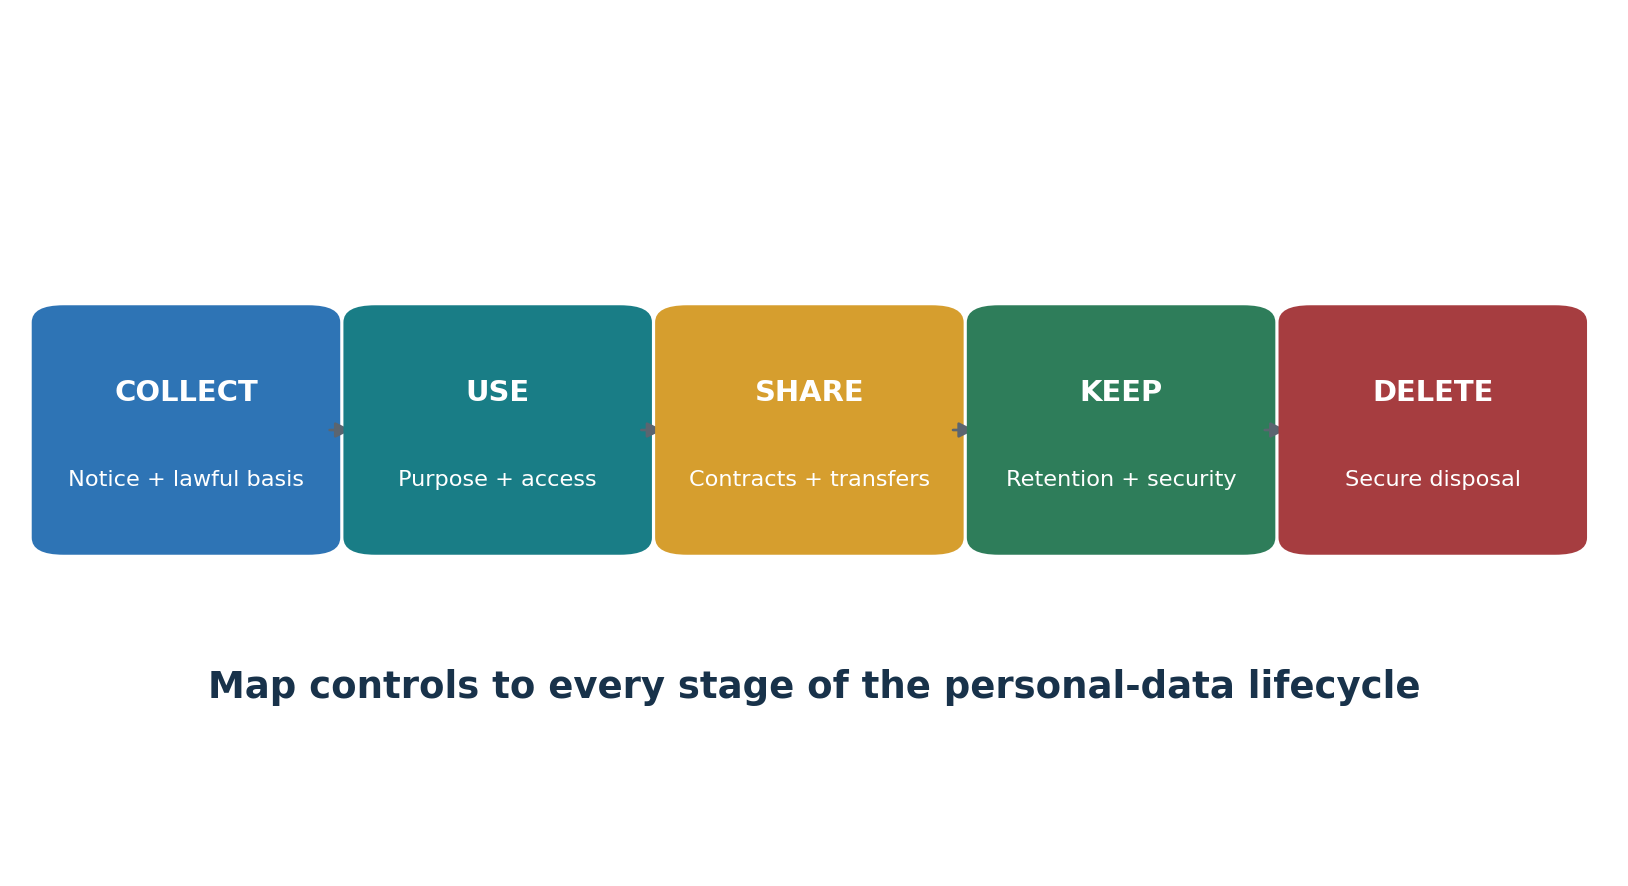 COLLECT
Notice + lawful basis
USE
Purpose + access
SHARE
Contracts + transfers
KEEP
Retention + security
DELETE
Secure disposal
Map controls to every stage of the personal-data lifecycle